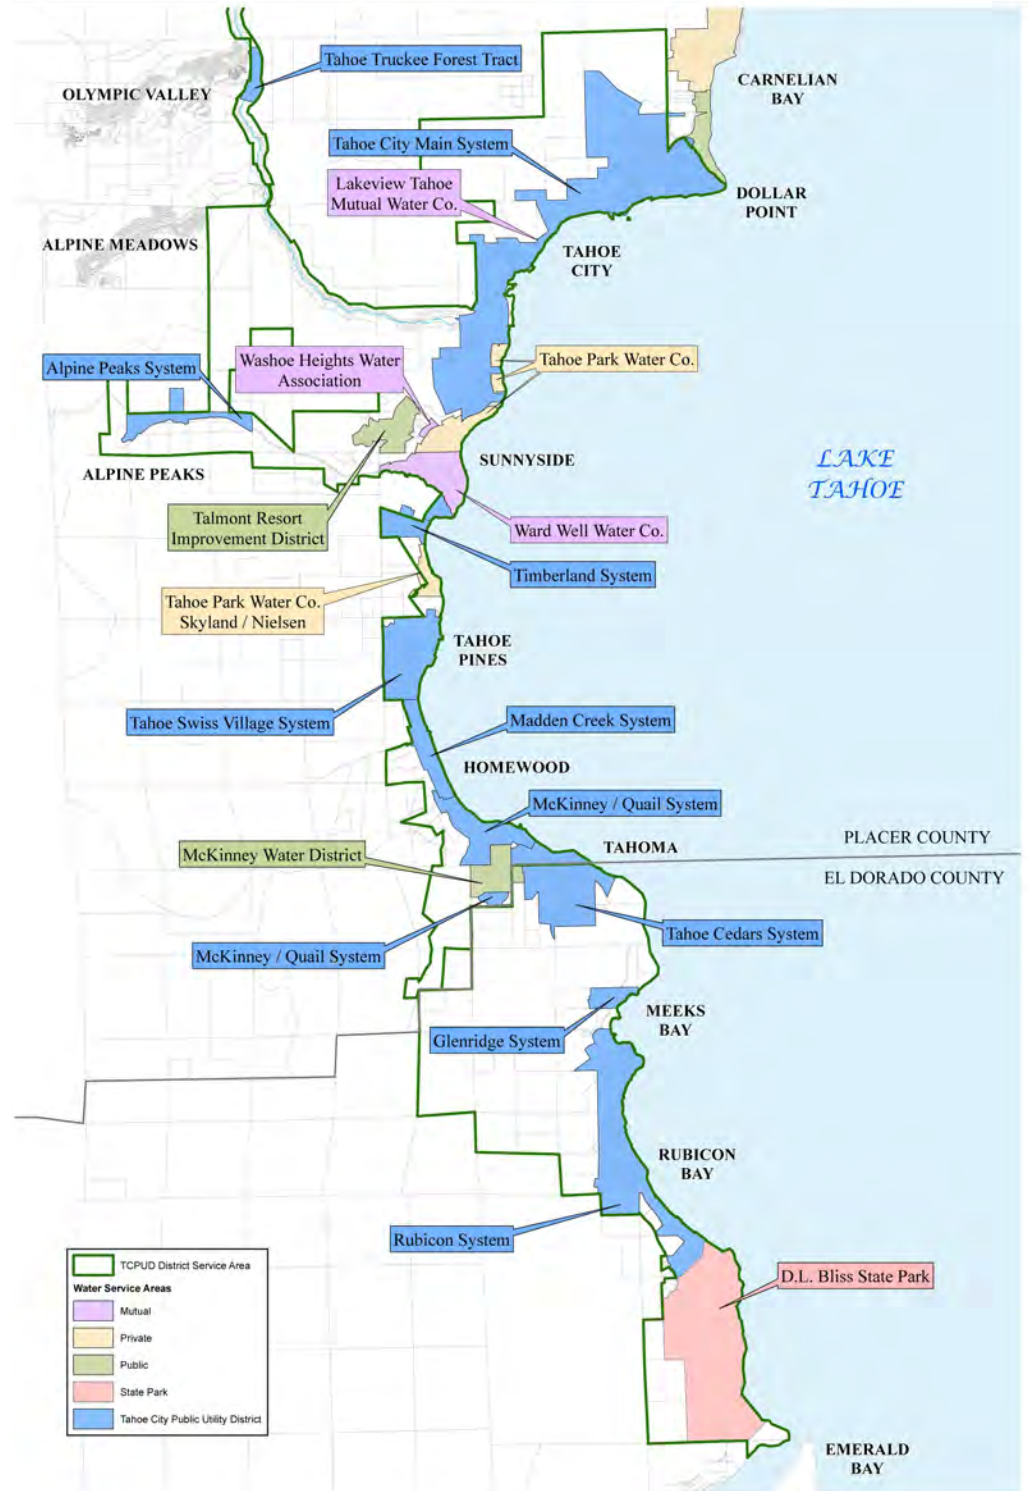 Tahoe Truckee Forest Tract
OLYMPIC VALLEY
CARNELIAN
BAY
Tahoe City Main System
Lakeview Tahoe
Mutual Water Co.
DOLLAR
POINT
ALPINE MEADOWS
TAHOE
CITY
Alpine Peaks System
Washoe Heights Water
Association
Tahoe Park Water Co.
SUNNYSIDE
ALPINE PEAKS
LAKE
TAHOE
Talmont Resort
Improvement District
Ward Well Water Co.
Timberland System
Tahoe Park Water Co.
Skyland / Nielsen
TAHOE
PINES
Tahoe Swiss Village System
Madden Creek System
HOMEWOOD
McKinney / Quail System
PLACER COUNTY
McKinney Water District
TAHOMA
EL DORADO COUNTY
Tahoe Cedars System
McKinney / Quail System
MEEKS
BAY
Glenridge System
RUBICON
BAY
Rubicon System
D.L. Bliss State Park
TCPUD District Service Area
Water Service Areas
Mutual
Private
Public
State Park
Tahoe City Public Utility District
EMERALD
BAY